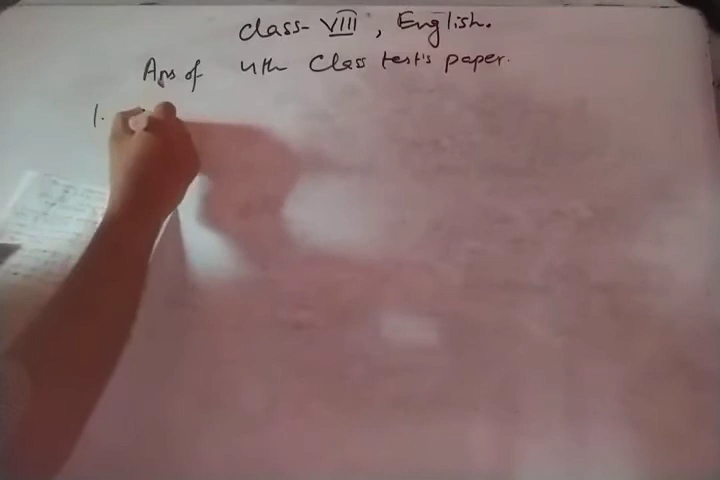 class- VIII, English.
Ans of 4th Class test's paper.
1.